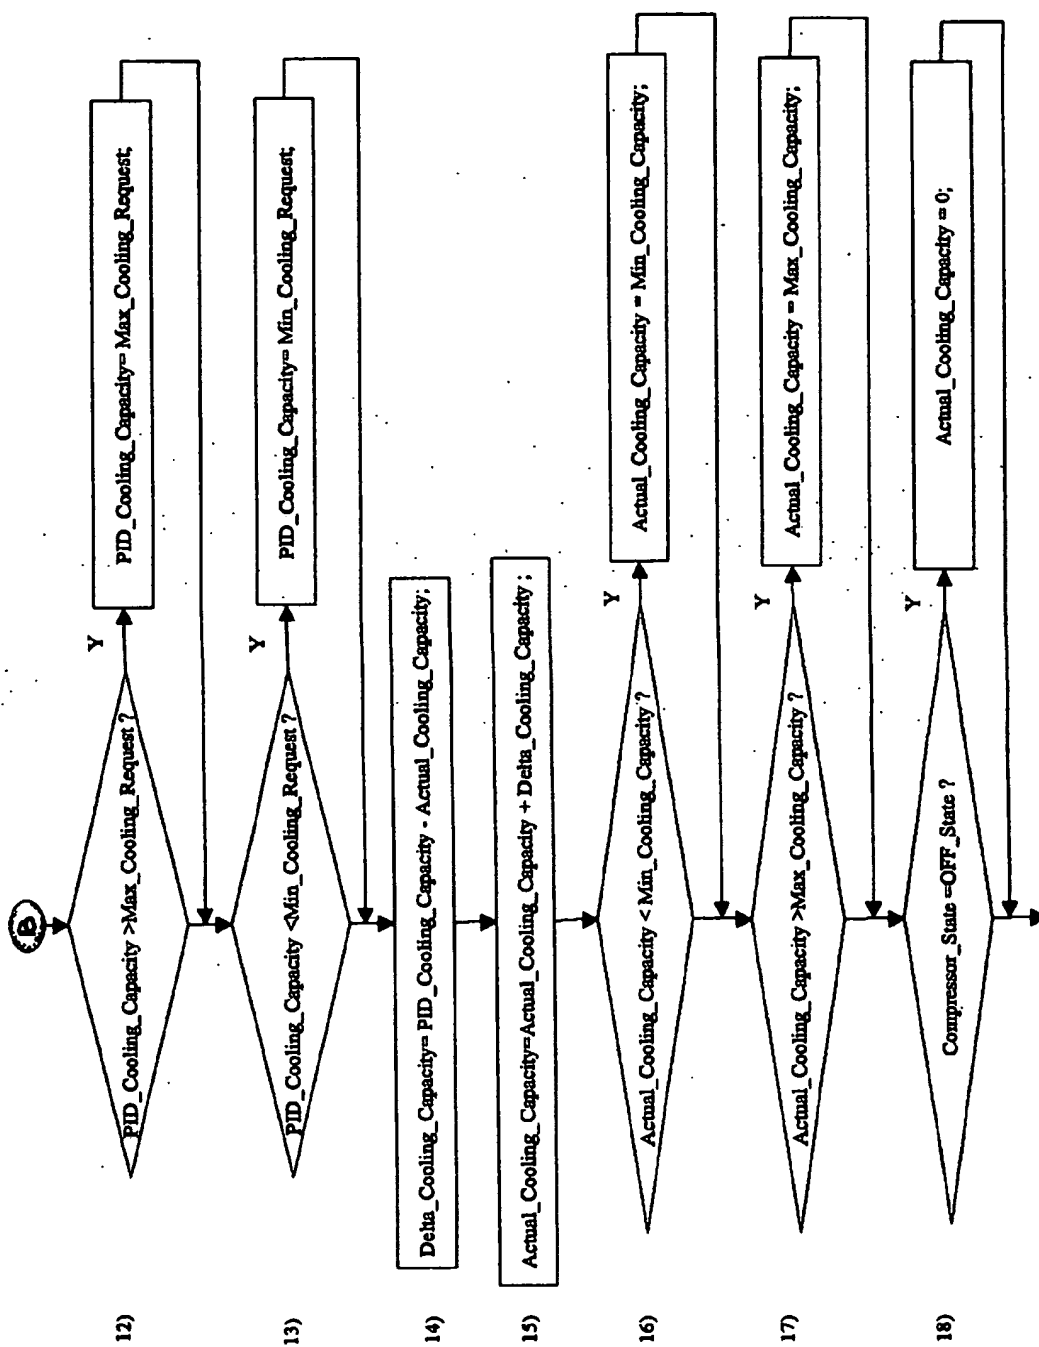 B
12)
PID_Cooling_Capacity >Max_Cooling_Request ?
Y
PID_Cooling_Capacity= Max_Cooling_Request;
13)
PID_Cooling_Capacity <Min_Cooling_Request ?
Y
PID_Cooling_Capacity= Min_Cooling_Request;
14)
Delta_Cooling_Capacity= PID_Cooling_Capacity - Actual_Cooling_Capacity;
15)
Actual_Cooling_Capacity=Actual_Cooling_Capacity + Delta_Cooling_Capacity ;
16)
Actual_Cooling_Capacity < Min_Cooling_Capacity ?
Y
Actual_Cooling_Capacity = Min_Cooling_Capacity;
17)
Actual_Cooling_Capacity >Max_Cooling_Capacity ?
Y
Actual_Cooling_Capacity = Max_Cooling_Capacity;
18)
Compressor_State =OFF_State ?
Y
Actual_Cooling_Capacity = 0;